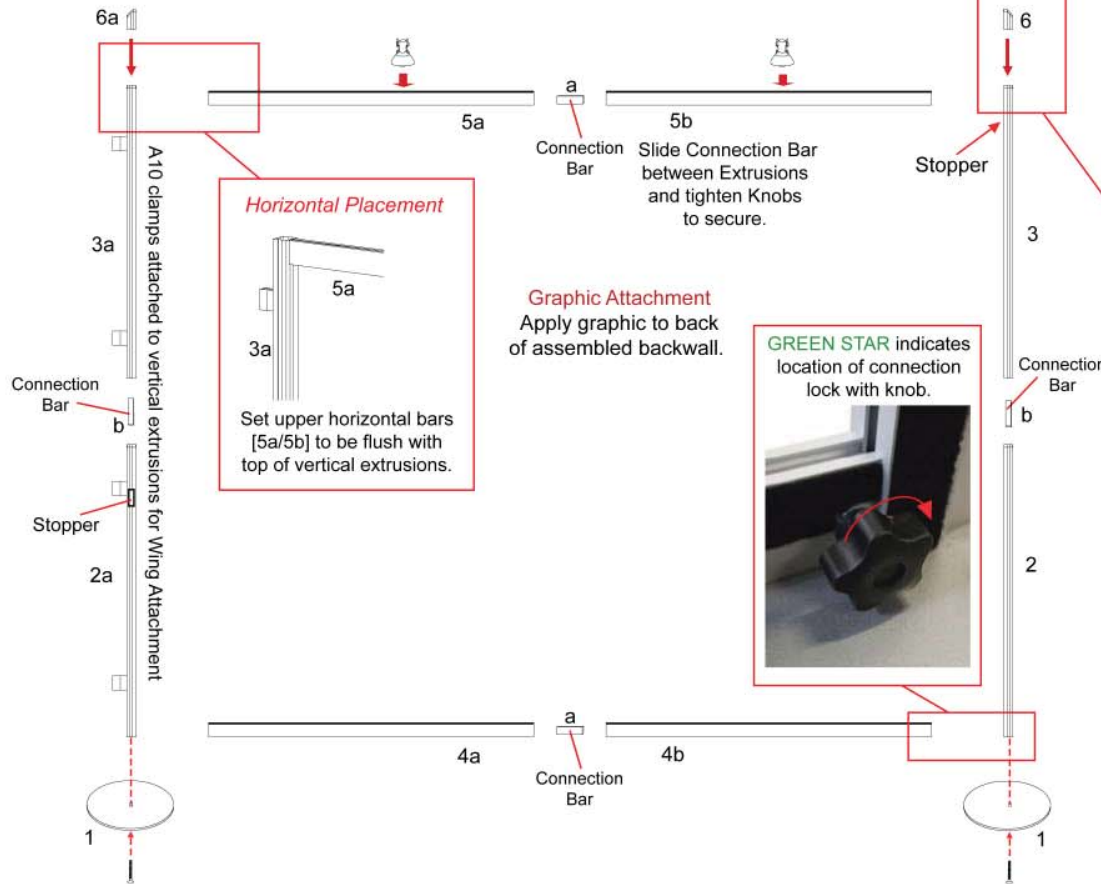 6a
6
a
5a
5b
Connection
Bar
Slide Connection Bar
between Extrusions
and tighten Knobs
to secure.
Stopper
A10 clamps attached to vertical extrusions for Wing Attachment
3a
3
Horizontal Placement
5a
3a
Set upper horizontal bars
[5a/5b] to be flush with
top of vertical extrusions.
Graphic Attachment
Apply graphic to back
of assembled backwall.
GREEN STAR indicates
location of connection
lock with knob.
Connection
Bar
b
Connection
Bar
b
Stopper
2a
2
a
4a
4b
Connection
Bar
1
1